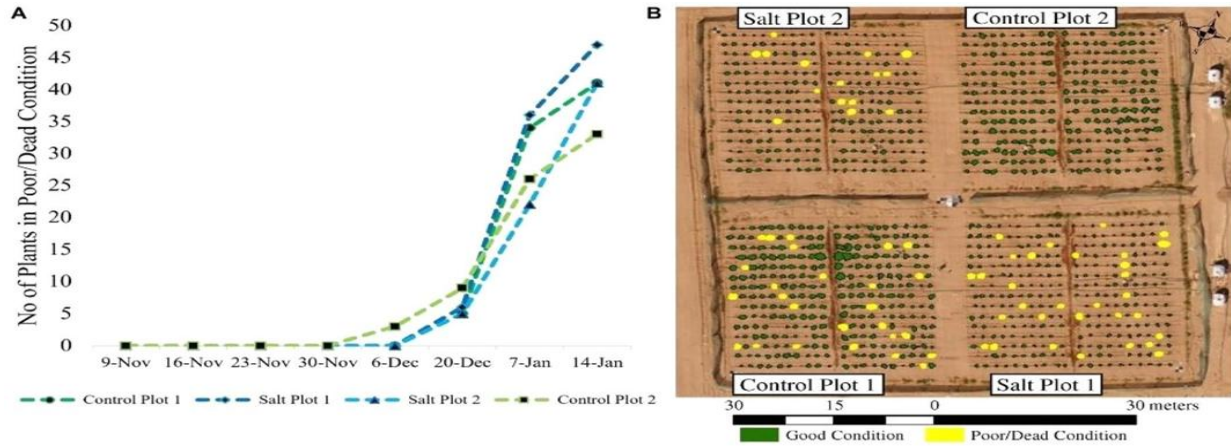 A
No of Plants in Poor/Dead Condition
50
45
40
35
30
25
20
15
10
5
0
9-Nov 16-Nov 23-Nov 30-Nov 6-Dec 20-Dec 7-Jan 14-Jan
Control Plot 1 Salt Plot 1 Salt Plot 2 Control Plot 2
B
Salt Plot 2 Control Plot 2
Control Plot 1 Salt Plot 1
30 15 0 30 meters
Good Condition Poor/Dead Condition